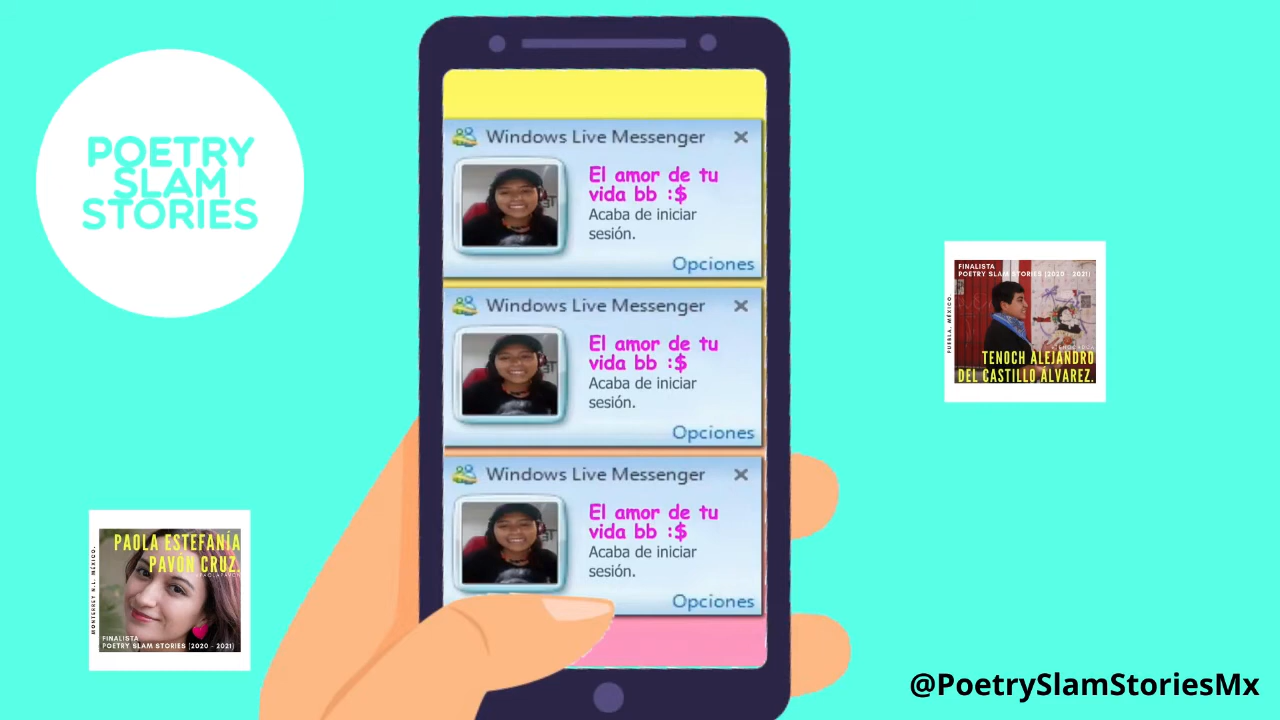 POETRY
SLAM
STORIES
Windows Live Messenger
El amor de tu
vida bb :$
Acaba de iniciar
sesión.
Opciones
Windows Live Messenger
El amor de tu
vida bb :$
Acaba de iniciar
sesión.
Opciones
Windows Live Messenger
El amor de tu
vida bb :$
Acaba de iniciar
sesión.
Opciones
FINALISTA
POETRY SLAM STORIES (2020 - 2021)
PUEBLA, MÉXICO.
TENOCH ALEJANDRO
DEL CASTILLO ÁLVAREZ.
PAOLA ESTEFANÍA
PAVÓN CRUZ.
MONTERREY N.L. MÉXICO.
FINALISTA
POETRY SLAM STORIES (2020 - 2021)
@PoetrySlamStoriesMx